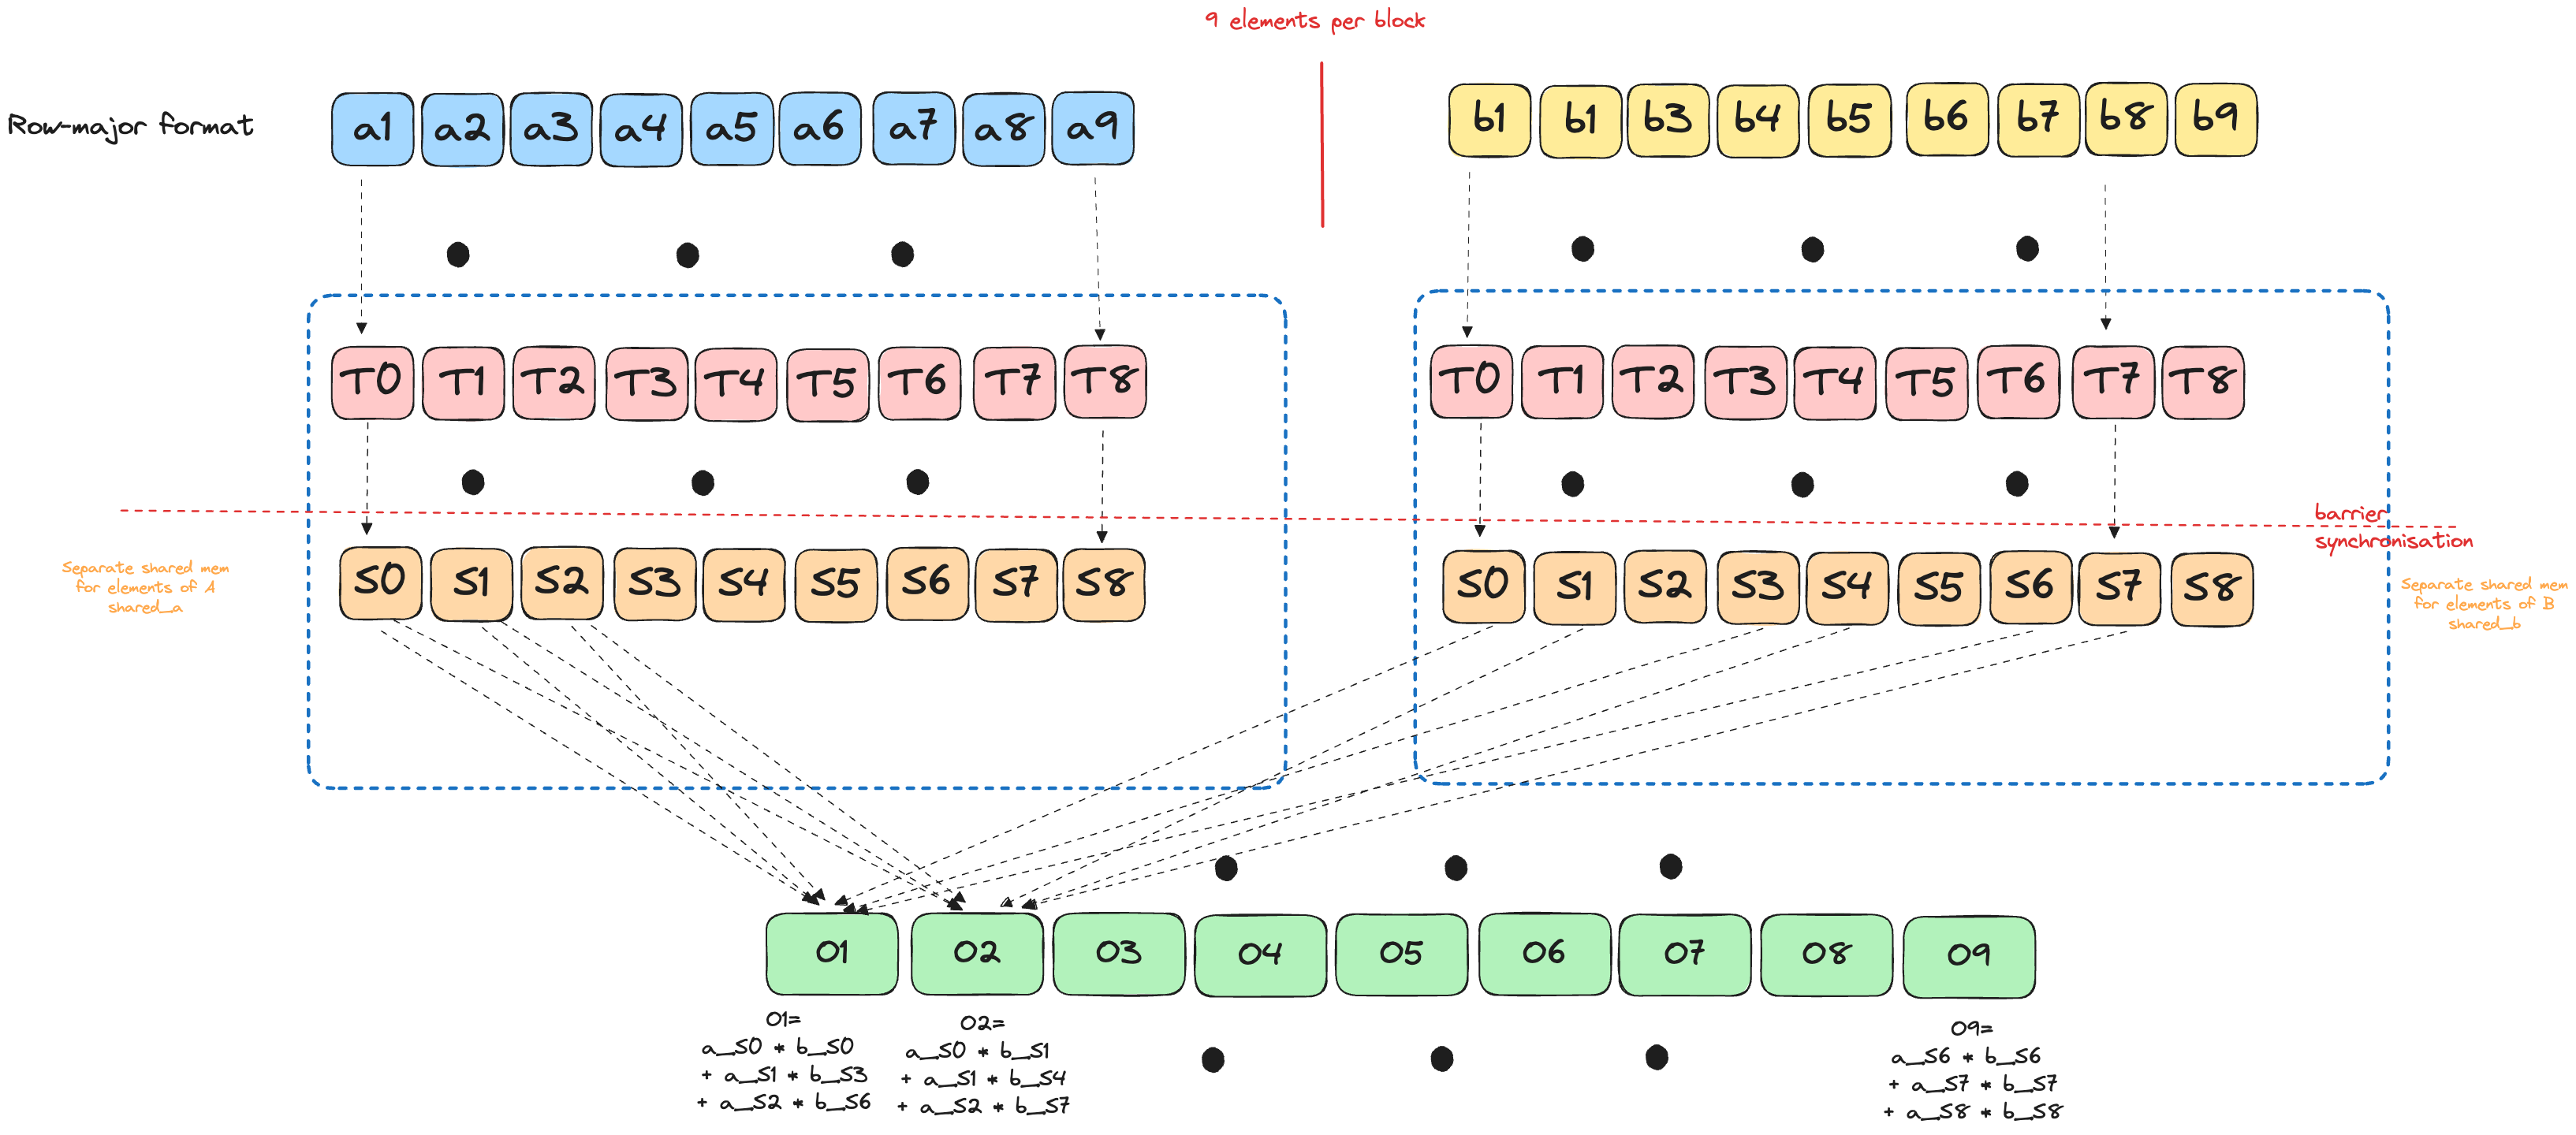 9 elements per block
Row-major format
a1 a2 a3 a4 a5 a6 a7 a8 a9
b1 b1 b3 b4 b5 b6 b7 b8 b9
T0 T1 T2 T3 T4 T5 T6 T7 T8
T0 T1 T2 T3 T4 T5 T6 T7 T8
barrier
synchronisation
Separate shared mem
for elements of A
shared_a
S0 S1 S2 S3 S4 S5 S6 S7 S8
S0 S1 S2 S3 S4 S5 S6 S7 S8
Separate shared mem
for elements of B
shared_b
O1 O2 O3 O4 O5 O6 O7 O8 O9
O1=
a_S0 * b_S0
+ a_S1 * b_S3
+ a_S2 * b_S6
O2=
a_S0 * b_S1
+ a_S1 * b_S4
+ a_S2 * b_S7
O9=
a_S6 * b_S6
+ a_S7 * b_S7
+ a_S8 * b_S8